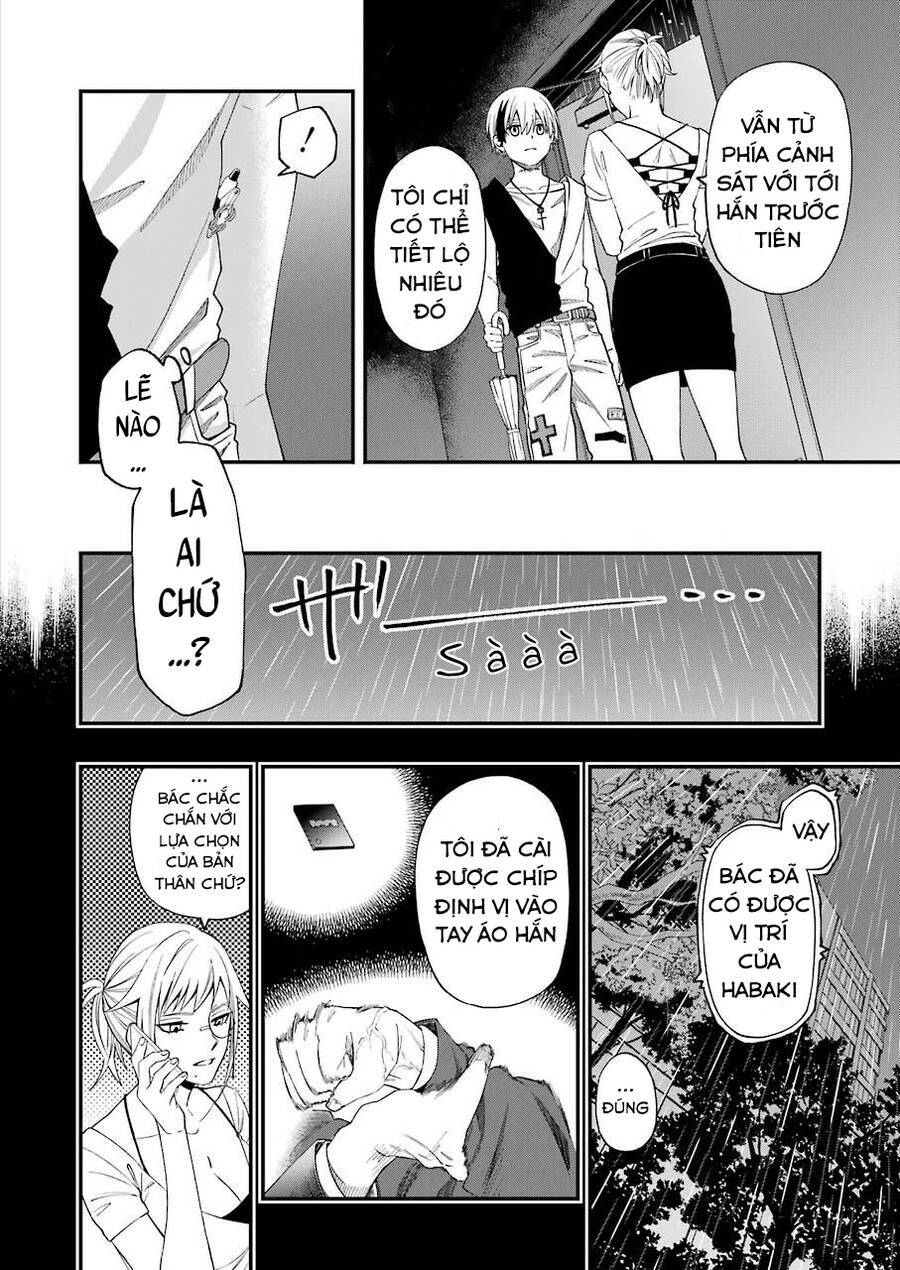 VẪN TỪ
PHÍA CẢNH
SÁT VỚI TỚI
HẮN TRƯỚC
TIÊN
TÔI CHỈ
CÓ THỂ
TIẾT LỘ
NHIÊU
ĐÓ
!
LẼ
NÀO
...
LÀ
AI
CHỨ
...?
Sààà
VẬY
BÁC ĐÃ
CÓ ĐƯỢC
VỊ TRÍ
CỦA
HABAKI
...
ĐÚNG
TÔI ĐÃ CÀI
ĐƯỢC CHÍP
ĐỊNH VỊ VÀO
TAY ÁO HẮN
...
BÁC CHẮC
CHẮN VỚI
LỰA CHỌN
CỦA BẢN
THÂN CHỨ?